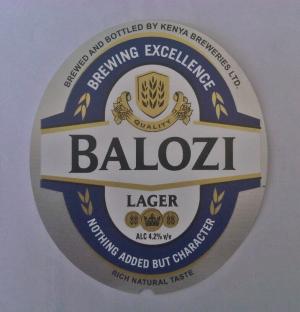 BREWED AND BOTTLED BY KENYA BREWERIES LTD.
BREWING EXCELLENCE
QUALITY
BALOZI
LAGER
ALC 4.2% v/v
NOTHING ADDED BUT CHARACTER
RICH NATURAL TASTE